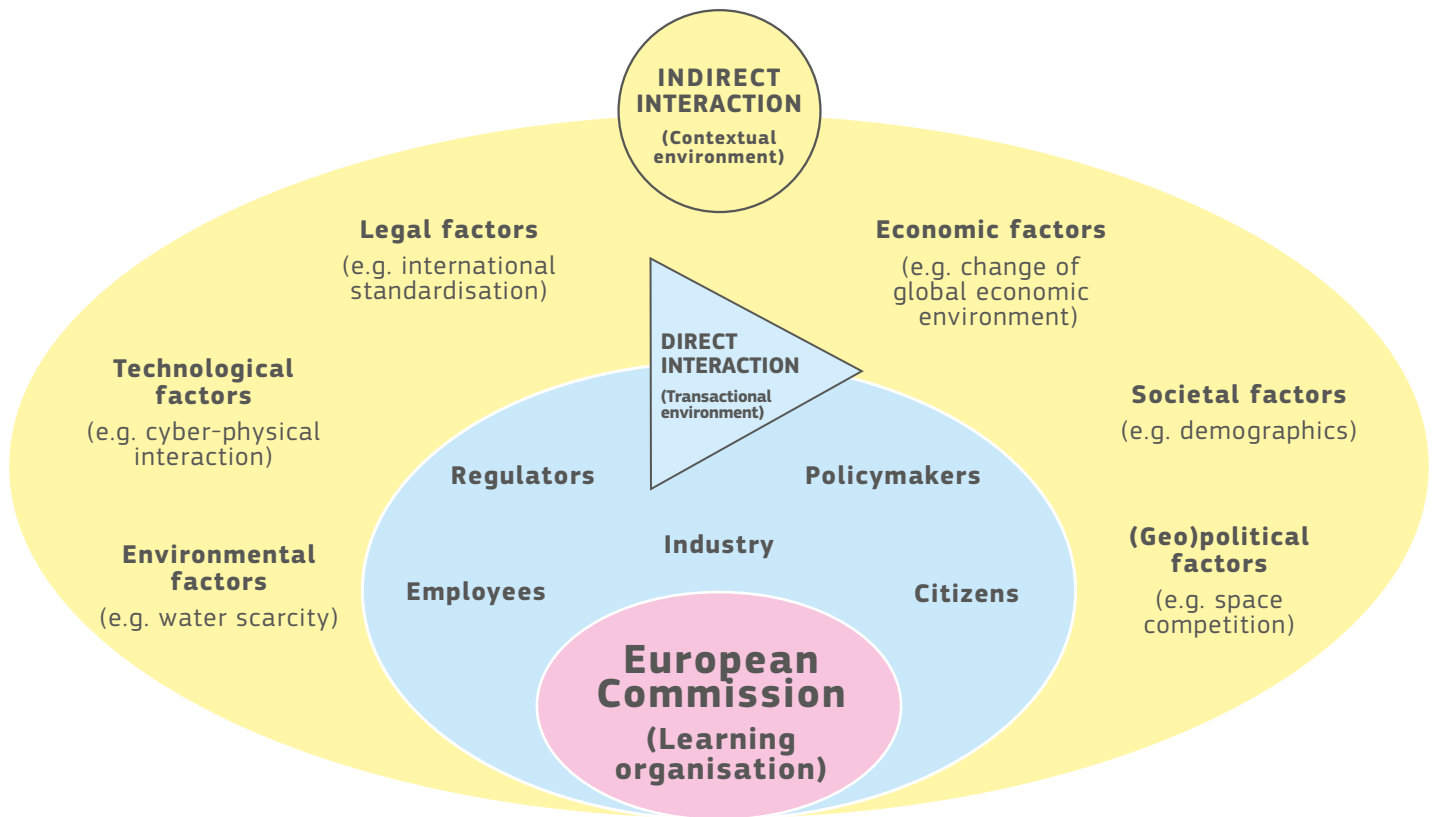 INDIRECT
INTERACTION
(Contextual
environment)
Legal factors
(e.g. international
standardisation)
Economic factors
(e.g. change of
global economic
environment)
DIRECT
INTERACTION
(Transactional
environment)
Technological
factors
(e.g. cyber-physical
interaction)
Societal factors
(e.g. demographics)
Regulators
Policymakers
Industry
Environmental
factors
(e.g. water scarcity)
(Geo)political
factors
(e.g. space
competition)
Employees
Citizens
European
Commission
(Learning
organisation)